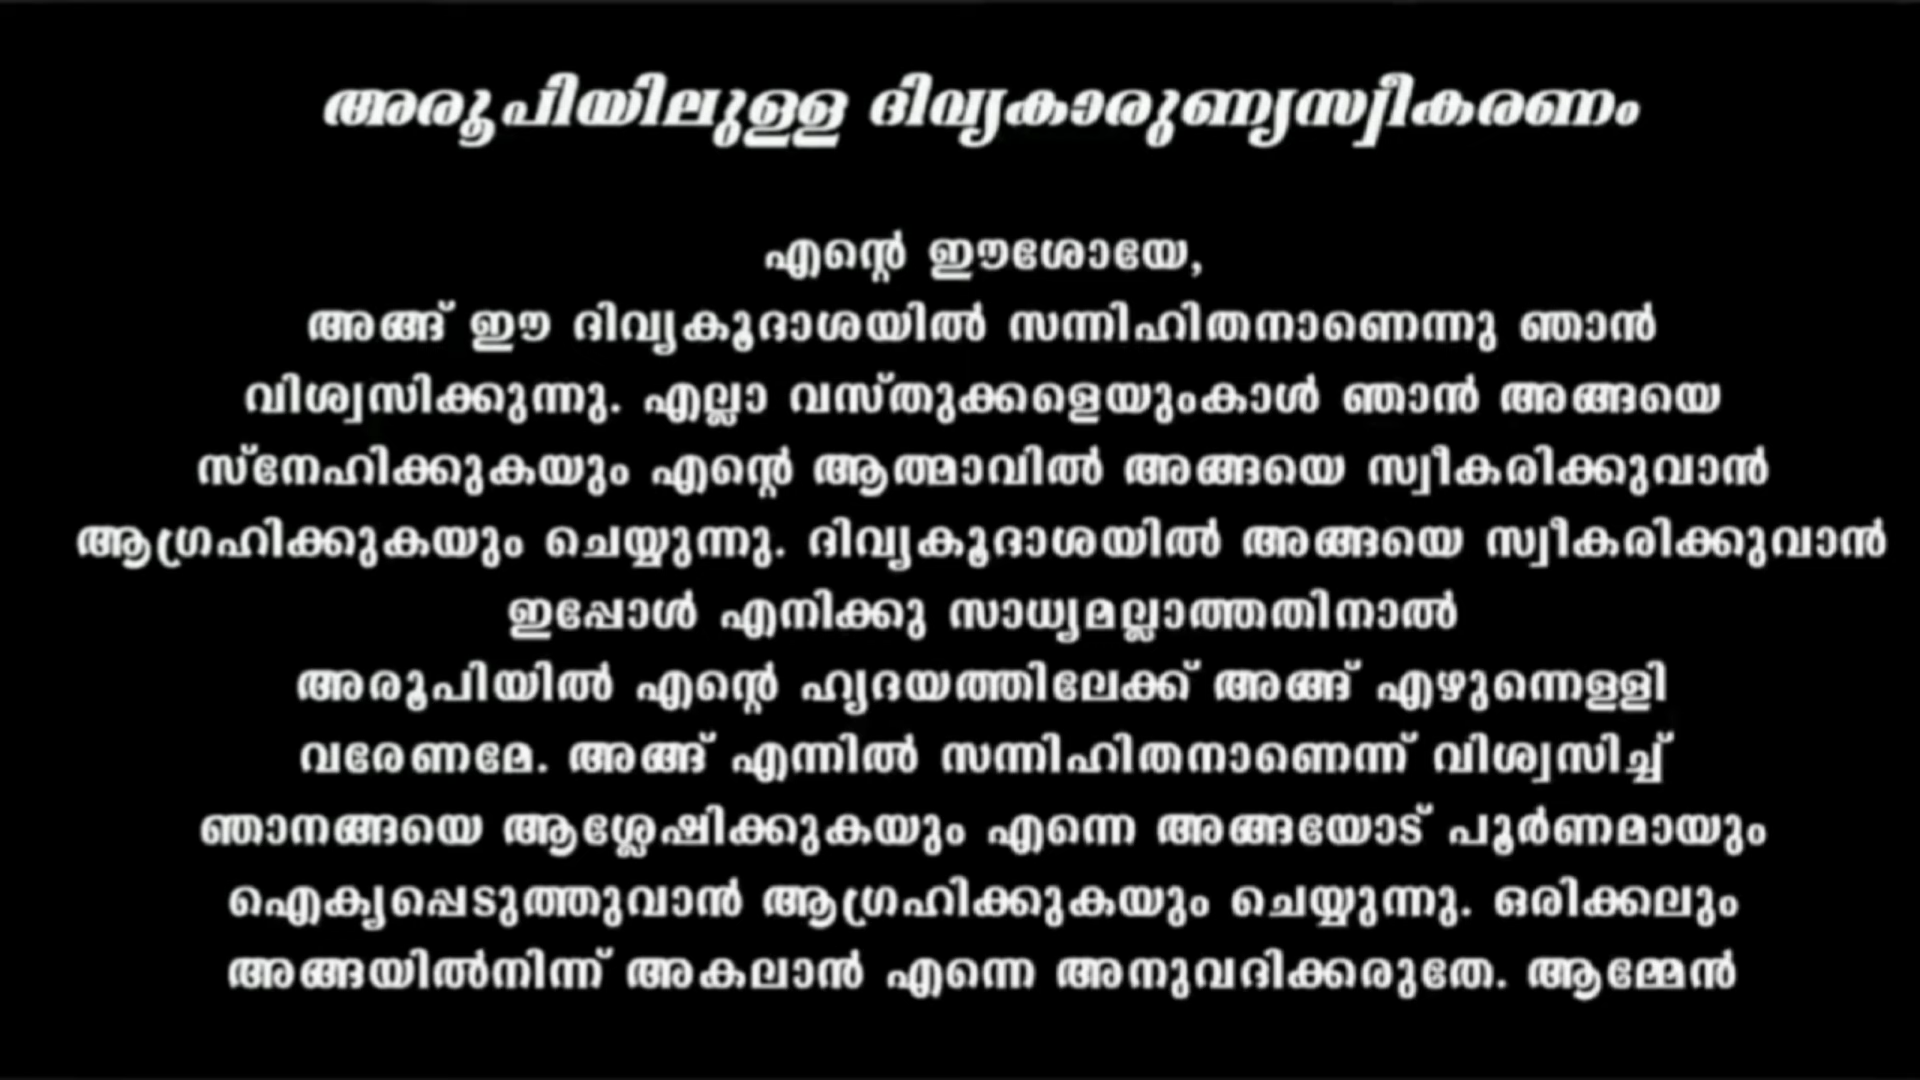 അരൂപിയിലുള്ള ദിവ്യകാരുണ്യസ്വീകരണം
എന്റെ ഈശോയേ,
അങ്ങ് ഈ ദിവ്യകൂദാശയിൽ സന്നിഹിതനാണെന്നു ഞാൻ
വിശ്വസിക്കുന്നു. എല്ലാ വസ്തുക്കളെയുംകാൾ ഞാൻ അങ്ങയെ
സ്നേഹിക്കുകയും എന്റെ ആത്മാവിൽ അങ്ങയെ സ്വീകരിക്കുവാൻ
ആഗ്രഹിക്കുകയും ചെയ്യുന്നു. ദിവ്യകൂദാശയിൽ അങ്ങയെ സ്വീകരിക്കുവാൻ
ഇപ്പോൾ എനിക്കു സാധ്യമല്ലാത്തതിനാൽ
അരൂപിയിൽ എന്റെ ഹൃദയത്തിലേക്ക് അങ്ങ് എഴുന്നെള്ളി
വരേണമേ. അങ്ങ് എന്നിൽ സന്നിഹിതനാണെന്ന് വിശ്വസിച്ച്
ഞാനങ്ങയെ ആശ്ലേഷിക്കുകയും എന്നെ അങ്ങയോട് പൂർണമായും
ഐക്യപ്പെടുത്തുവാൻ ആഗ്രഹിക്കുകയും ചെയ്യുന്നു. ഒരിക്കലും
അങ്ങയിൽനിന്ന് അകലാൻ എന്നെ അനുവദിക്കരുതേ. ആമ്മേൻ